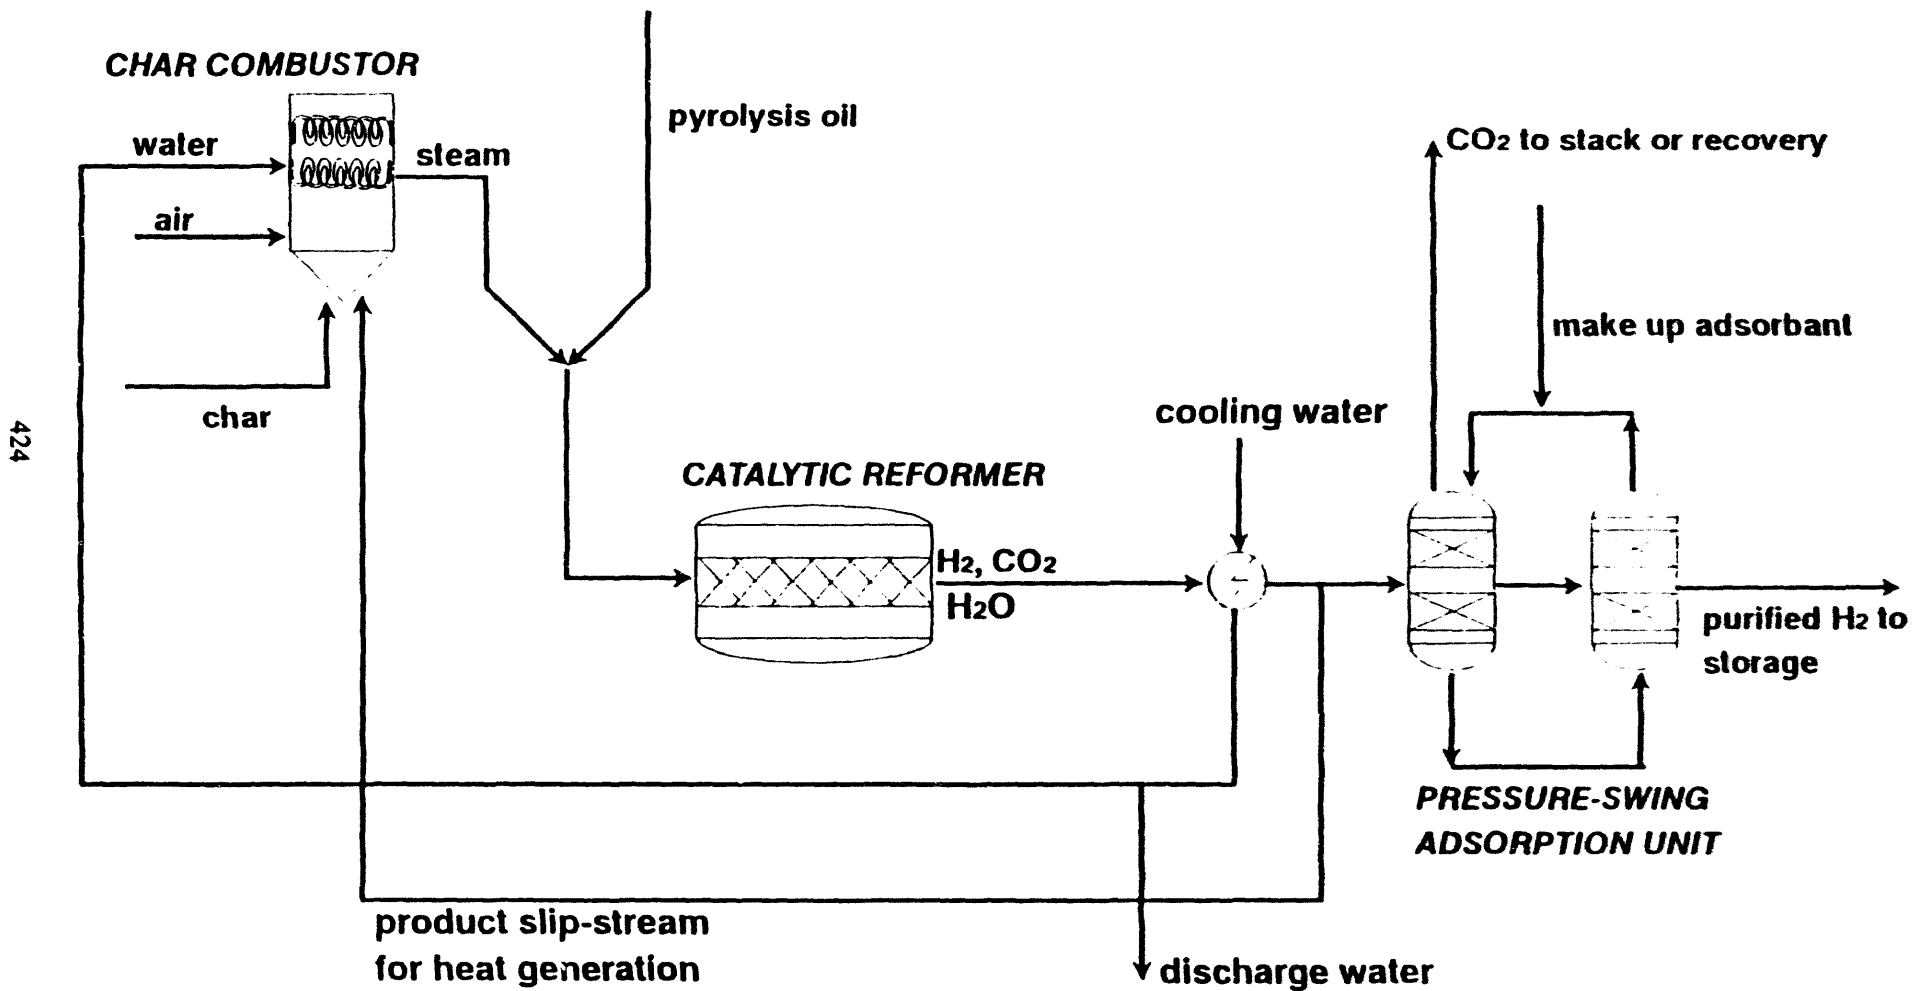 CHAR COMBUSTOR
water
steam
air
char
pyrolysis oil
CO2 to stack or recovery
make up adsorbant
cooling water
CATALYTIC REFORMER
H2, CO2
H2O
purified H2 to
storage
PRESSURE-SWING
ADSORPTION UNIT
product slip-stream
for heat generation
discharge water
424